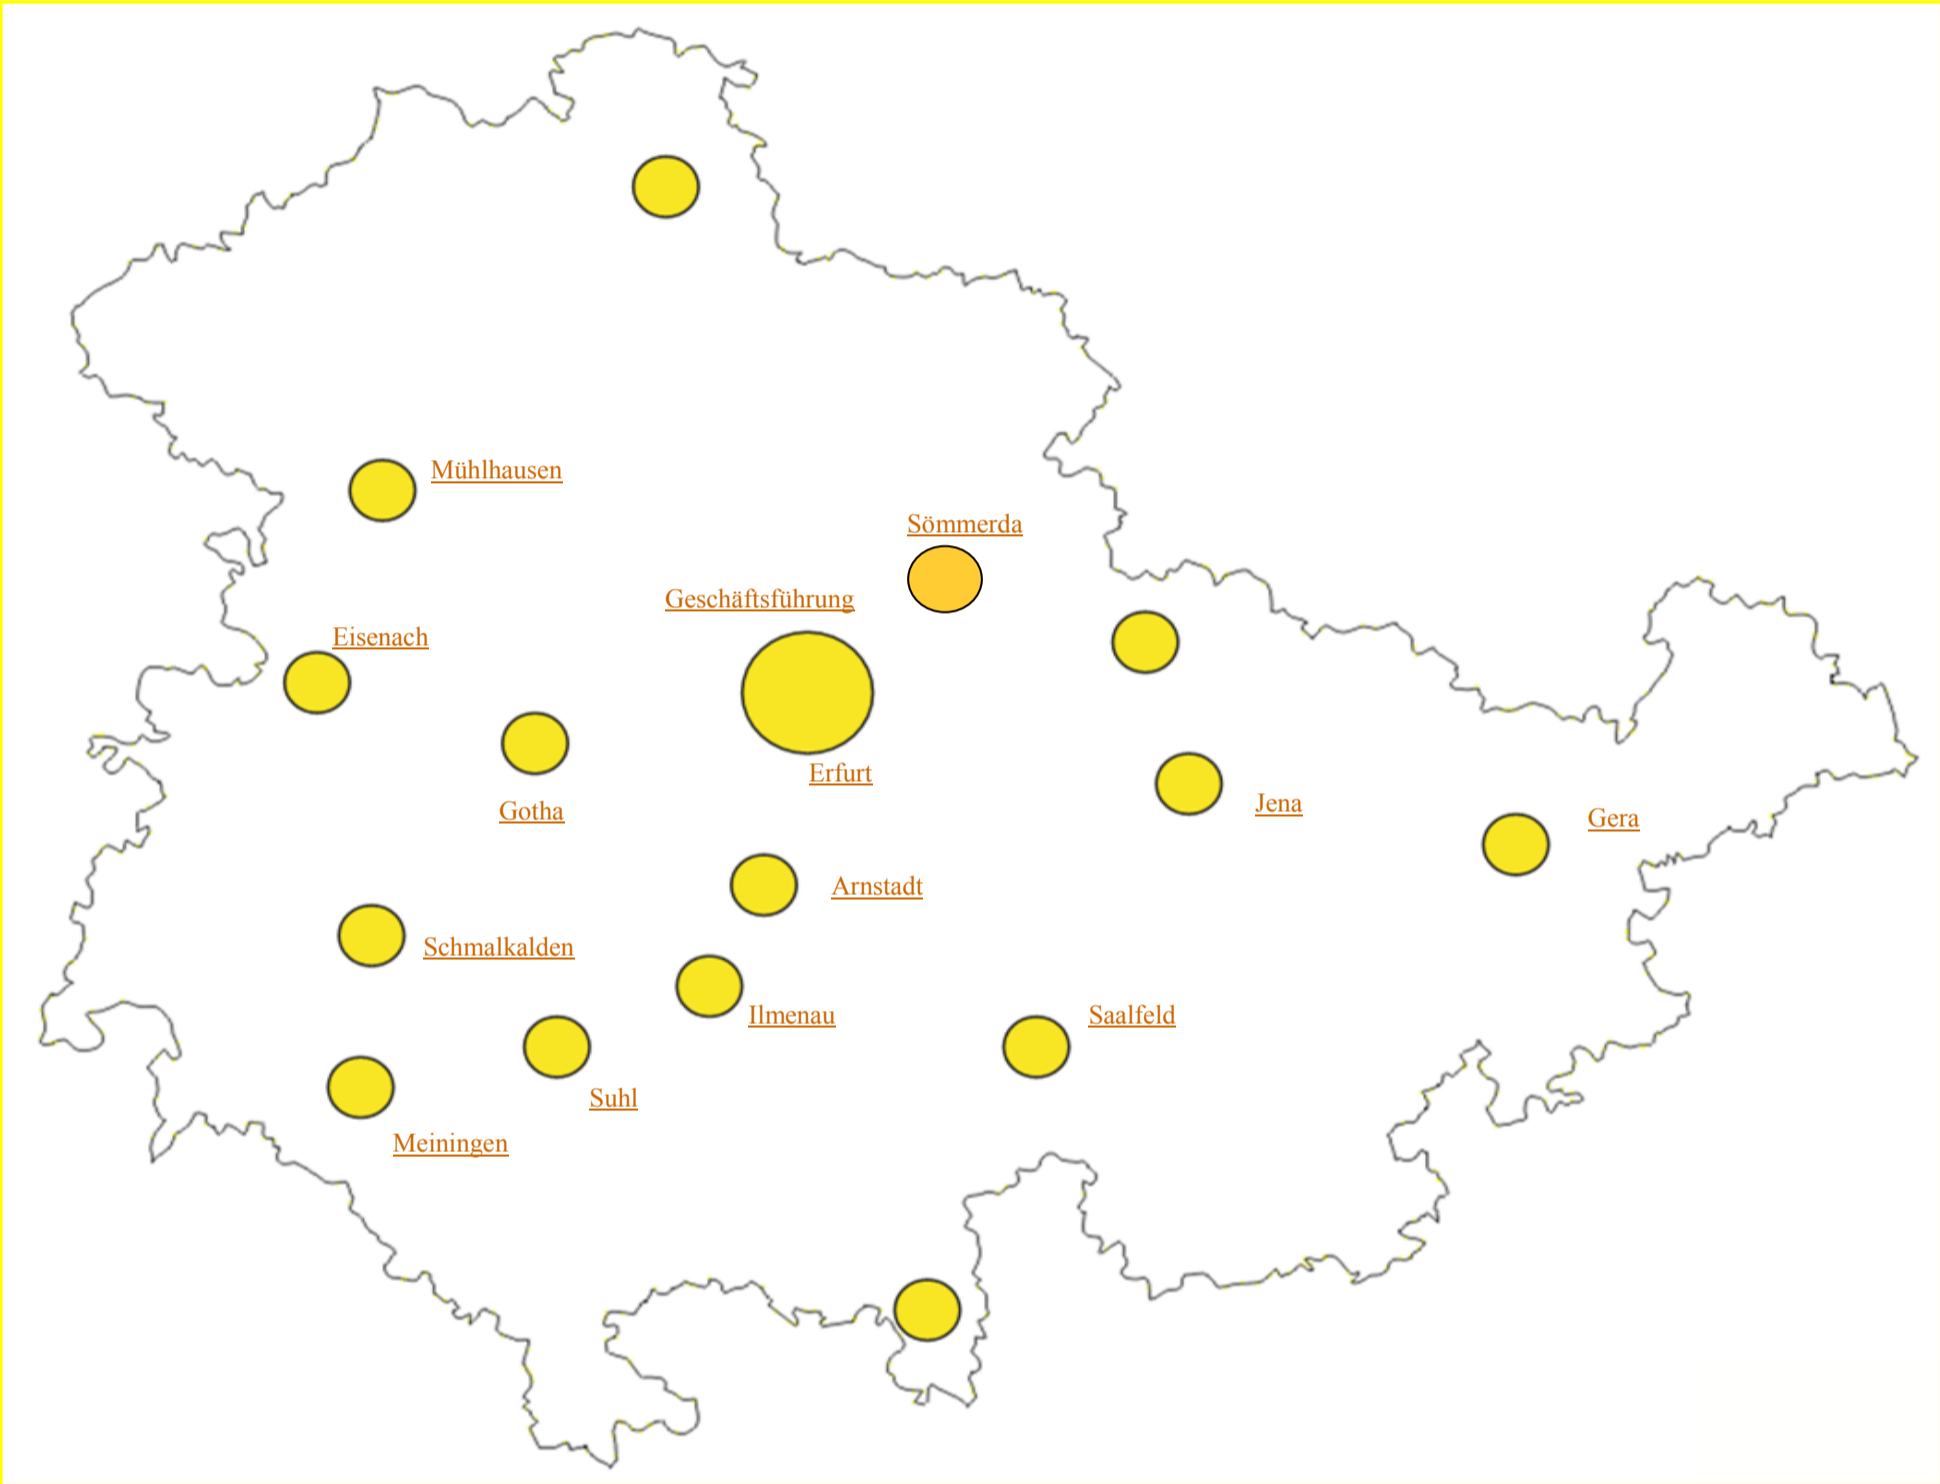 Mühlhausen
Sömmerda
Geschäftsführung
Eisenach
Erfurt
Gotha
Jena
Gera
Arnstadt
Schmalkalden
Ilmenau
Saalfeld
Suhl
Meiningen